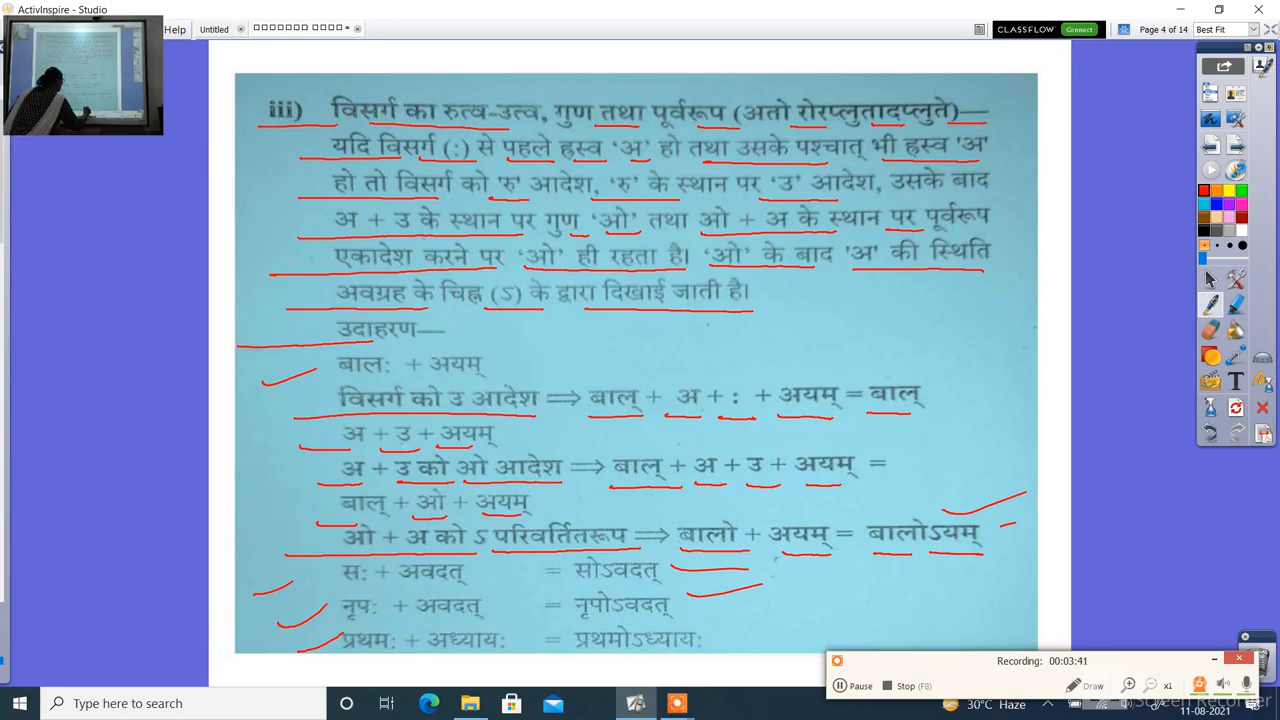 ActivInspire - Studio
Help
Untitled
CLASSFLOW Connect
Page 4 of 14
Best Fit
iii) विसर्ग का रुत्व-उत्व, गुण तथा पूर्वरूप (अतो रोरप्लुतादप्लुते)—
यदि विसर्ग (:) से पहले ह्रस्व ‘अ’ हो तथा उसके पश्चात् भी ह्रस्व 'अ'
हो तो विसर्ग को 'रु' आदेश, ‘रु’ के स्थान पर ‘उ’ आदेश, उसके बाद
अ + उ के स्थान पर गुण ‘ओ’ तथा ओ + अ के स्थान पर पूर्वरूप
एकादेश करने पर ‘ओ’ ही रहता है। ‘ओ’ के बाद 'अ' की स्थिति
अवग्रह के चिह्न (ऽ) के द्वारा दिखाई जाती है।
उदाहरण—
बाल: + अयम्
विसर्ग को उ आदेश ⟹ बाल् + अ + : + अयम् = बाल्
अ + उ + अयम्
अ + उ को ओ आदेश ⟹ बाल् + अ + उ + अयम् =
बाल् + ओ + अयम्
ओ + अ को ऽ परिवर्तितरूप ⟹ बालो + अयम् = बालोऽयम्
स: + अवदत् = सोऽवदत्
नृप: + अवदत् = नृपोऽवदत्
प्रथम: + अध्याय: = प्रथमोऽध्याय:
Recording: 00:03:41
Pause
Stop (F8)
Draw
x1
Type here to search
30°C Haze
11-08-2021